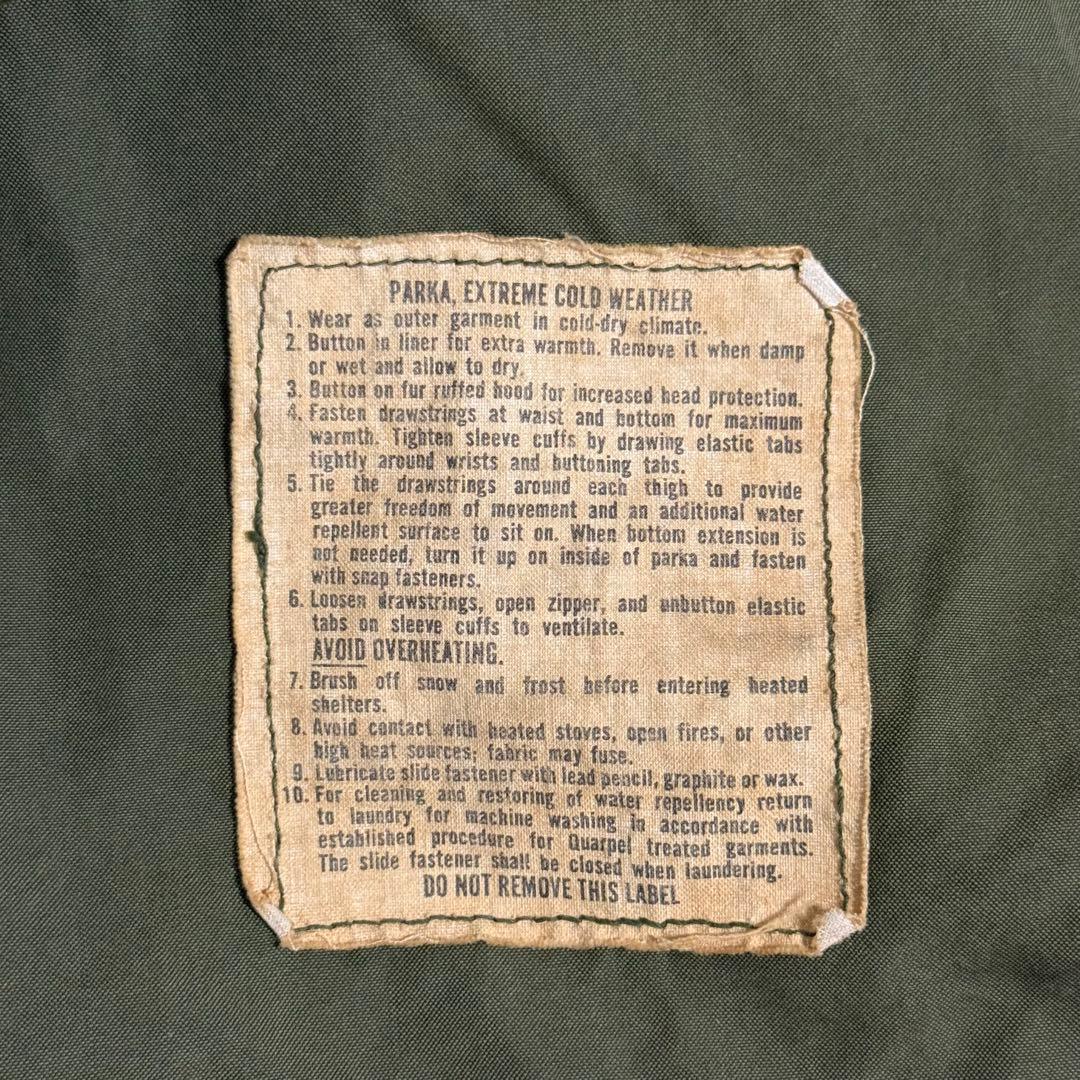 PARKA, EXTREME COLD WEATHER
1. Wear as outer garment in cold-dry climate.
2. Button in liner for extra warmth. Remove it when damp
or wet and allow to dry.
3. Button on fur ruffed hood for increased head protection.
4. Fasten drawstrings at waist and bottom for maximum
warmth. Tighten sleeve cuffs by drawing elastic tabs
tightly around wrists and buttoning tabs.
5. Tie the drawstrings around each thigh to provide
greater freedom of movement and an additional water
repellent surface to sit on. When bottom extension is
not needed, turn it up on inside of parka and fasten
with snap fasteners.
6. Loosen drawstrings, open zipper, and unbutton elastic
tabs on sleeve cuffs to ventilate.
AVOID OVERHEATING.
7. Brush off snow and frost before entering heated
shelters.
8. Avoid contact with heated stoves, open fires, or other
high heat sources; fabric may fuse.
9. Lubricate slide fastener with lead pencil, graphite or wax.
10. For cleaning and restoring of water repellency return
to laundry for machine washing in accordance with
established procedure for Quarpel treated garments.
The slide fastener shall be closed when laundering.
DO NOT REMOVE THIS LABEL